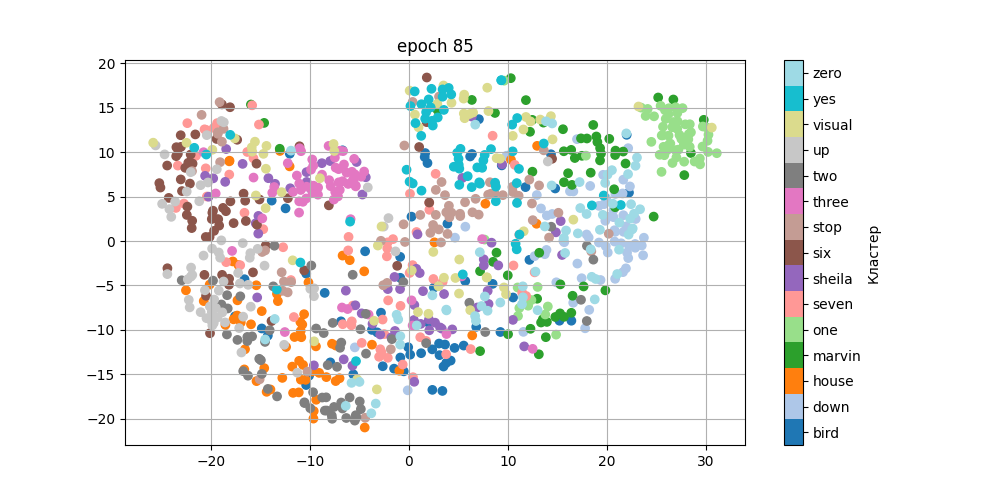 epoch 85
20
15
10
5
0
−5
−10
−15
−20
−20 −10 0 10 20 30
zero
yes
visual
up
two
three
stop
six
sheila
seven
one
marvin
house
down
bird
Кластер